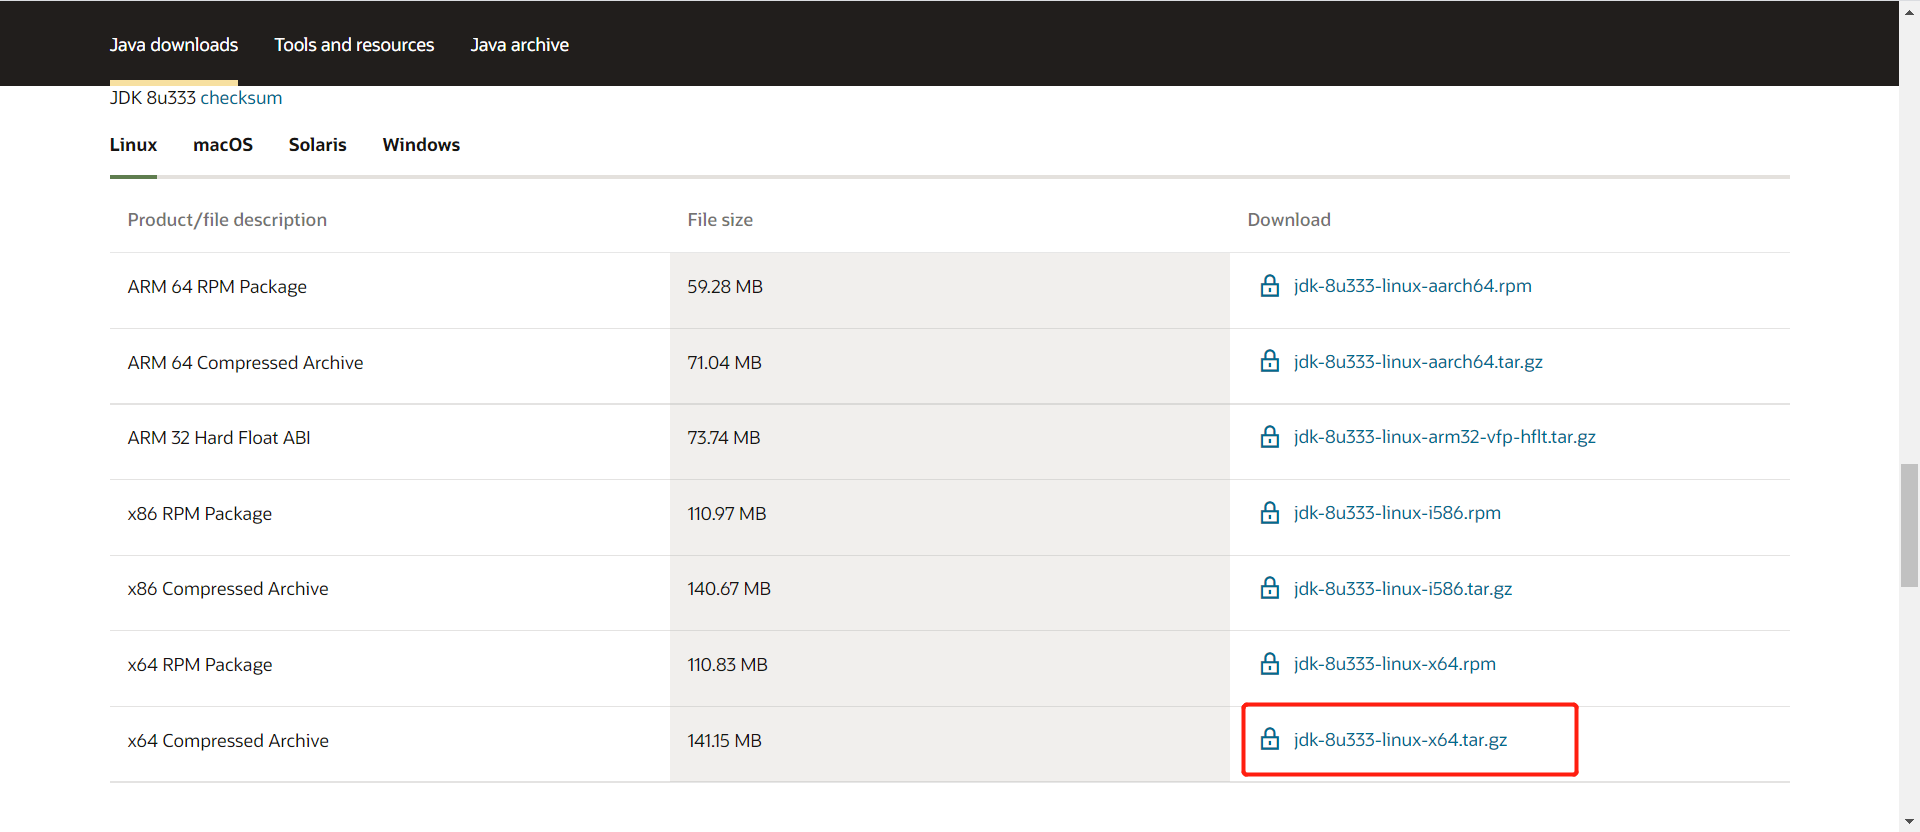 Java downloads Tools and resources Java archive
JDK 8u333 checksum
Linux macOS Solaris Windows
Product/file description File size Download
ARM 64 RPM Package 59.28 MB jdk-8u333-linux-aarch64.rpm
ARM 64 Compressed Archive 71.04 MB jdk-8u333-linux-aarch64.tar.gz
ARM 32 Hard Float ABI 73.74 MB jdk-8u333-linux-arm32-vfp-hflt.tar.gz
x86 RPM Package 110.97 MB jdk-8u333-linux-i586.rpm
x86 Compressed Archive 140.67 MB jdk-8u333-linux-i586.tar.gz
x64 RPM Package 110.83 MB jdk-8u333-linux-x64.rpm
x64 Compressed Archive 141.15 MB jdk-8u333-linux-x64.tar.gz